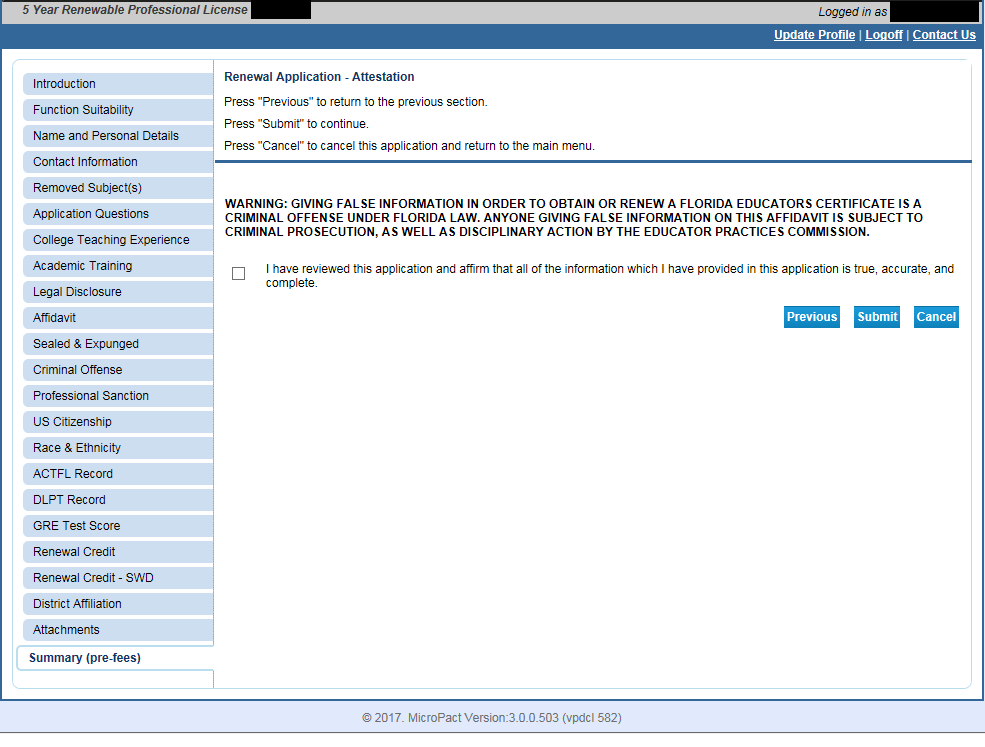 5 Year Renewable Professional License
Logged in as
Update Profile | Logoff | Contact Us
Introduction
Function Suitability
Name and Personal Details
Contact Information
Removed Subject(s)
Application Questions
College Teaching Experience
Academic Training
Legal Disclosure
Affidavit
Sealed & Expunged
Criminal Offense
Professional Sanction
US Citizenship
Race & Ethnicity
ACTFL Record
DLPT Record
GRE Test Score
Renewal Credit
Renewal Credit - SWD
District Affiliation
Attachments
Summary (pre-fees)
Renewal Application - Attestation
Press "Previous" to return to the previous section.
Press "Submit" to continue.
Press "Cancel" to cancel this application and return to the main menu.
WARNING: GIVING FALSE INFORMATION IN ORDER TO OBTAIN OR RENEW A FLORIDA EDUCATORS CERTIFICATE IS A
CRIMINAL OFFENSE UNDER FLORIDA LAW. ANYONE GIVING FALSE INFORMATION ON THIS AFFIDAVIT IS SUBJECT TO
CRIMINAL PROSECUTION, AS WELL AS DISCIPLINARY ACTION BY THE EDUCATOR PRACTICES COMMISSION.
I have reviewed this application and affirm that all of the information which I have provided in this application is true, accurate, and
complete.
Previous Submit Cancel
© 2017. MicroPact Version:3.0.0.503 (vpdcl 582)